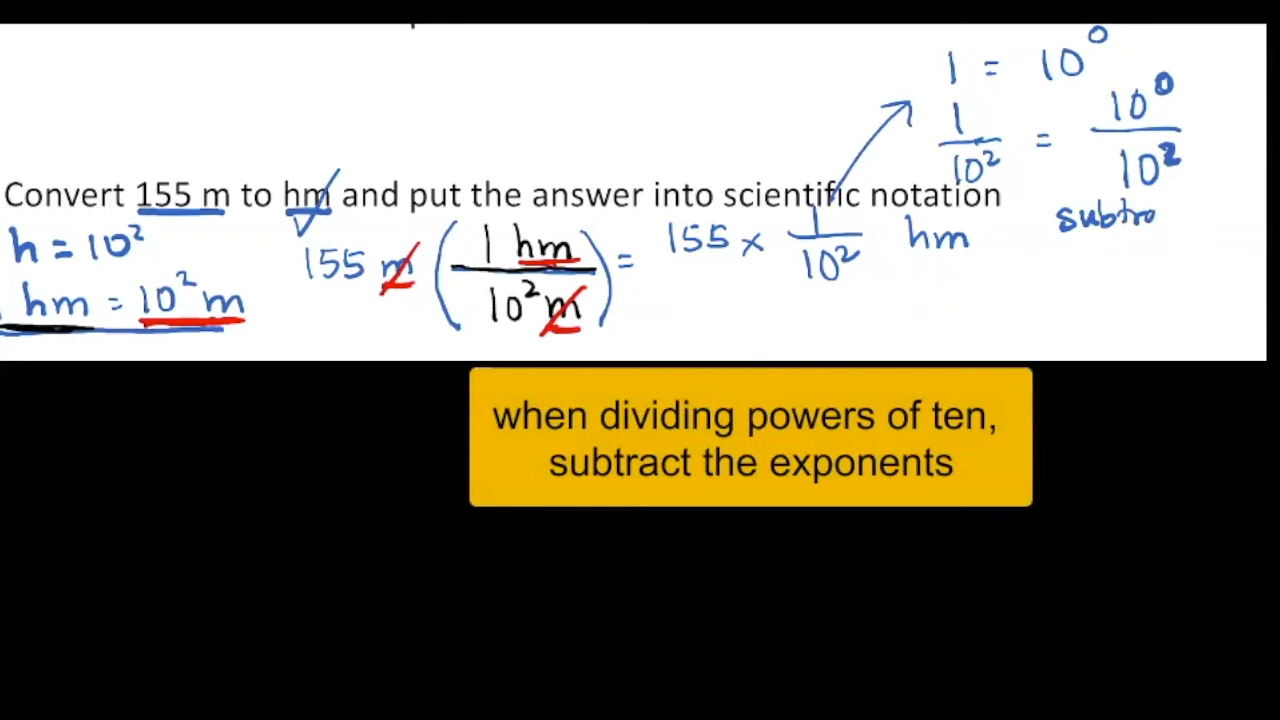 1 = 10⁰
1/10² = 10⁰/10²
Convert 155 m to hm and put the answer into scientific notation
subtra
h = 10²
155 m (1 hm / 10² m) = 155 × 1/10² hm
hm = 10² m
when dividing powers of ten,
subtract the exponents